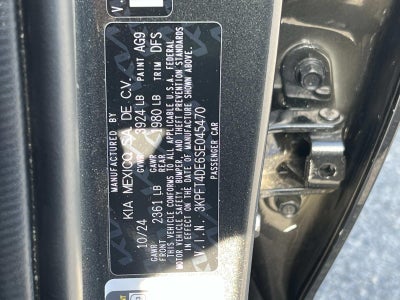 V.
MANUFACTURED BY
KIA MEXICO, S.A. DE C.V.
10/24 GVWR 3924 LB PAINT AG9
GAWR FRONT 2361 LB GAWR REAR 1980 LB TRIM DFS
THIS VEHICLE CONFORMS TO ALL APPLICABLE U.S.A. FEDERAL
MOTOR VEHICLE SAFETY, BUMPER, AND THEFT PREVENTION STANDARDS
IN EFFECT ON THE DATE OF MANUFACTURE SHOWN ABOVE.
V.I.N. 3KPFT4DE6SE045470
PASSENGER CAR